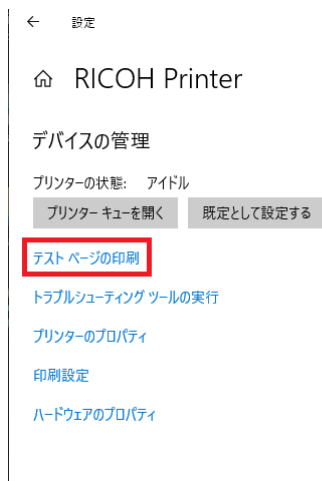 ← 設定
RICOH Printer
デバイスの管理
プリンターの状態: アイドル
プリンター キューを開く 既定として設定する
テスト ページの印刷
トラブルシューティング ツールの実行
プリンターのプロパティ
印刷設定
ハードウェアのプロパティ